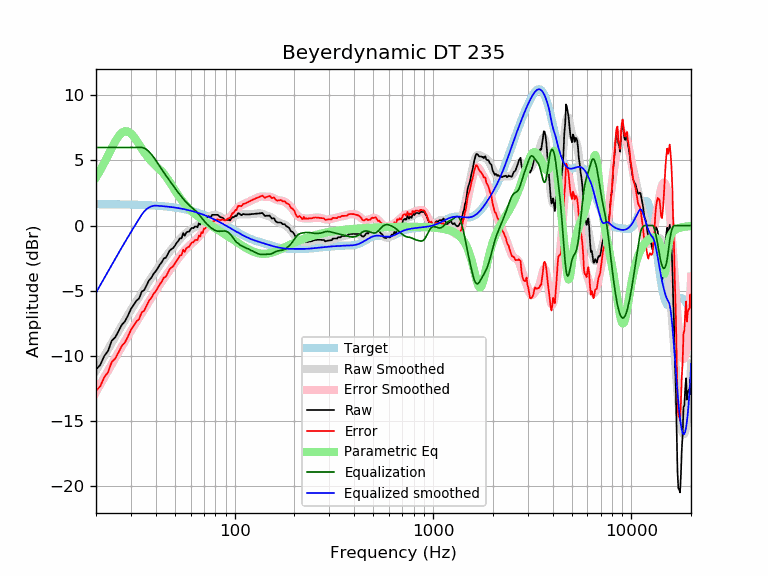 Beyerdynamic DT 235
Amplitude (dBr)
10
5
0
−5
−10
−15
−20
Target
Raw Smoothed
Error Smoothed
Raw
Error
Parametric Eq
Equalization
Equalized smoothed
100
1000
10000
Frequency (Hz)